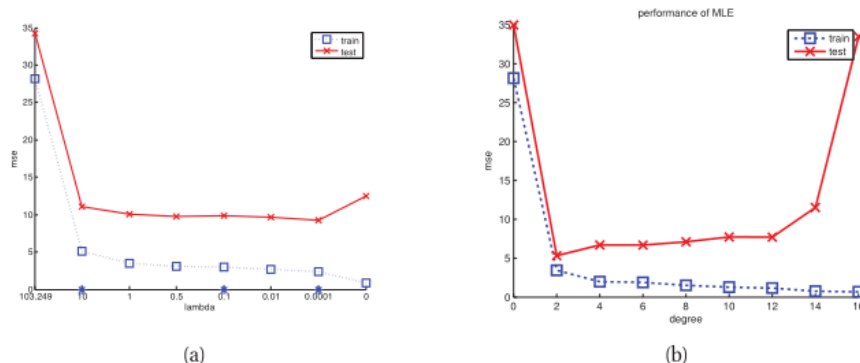 performance of MLE
35
30
25
20
15
10
5
0
mse
train
test
103.249 10 1 0.5 0.1 0.01 0.0001 0
lambda
(a)
35
30
25
20
15
10
5
0
mse
train
test
0 2 4 6 8 10 12 14 16
degree
(b)